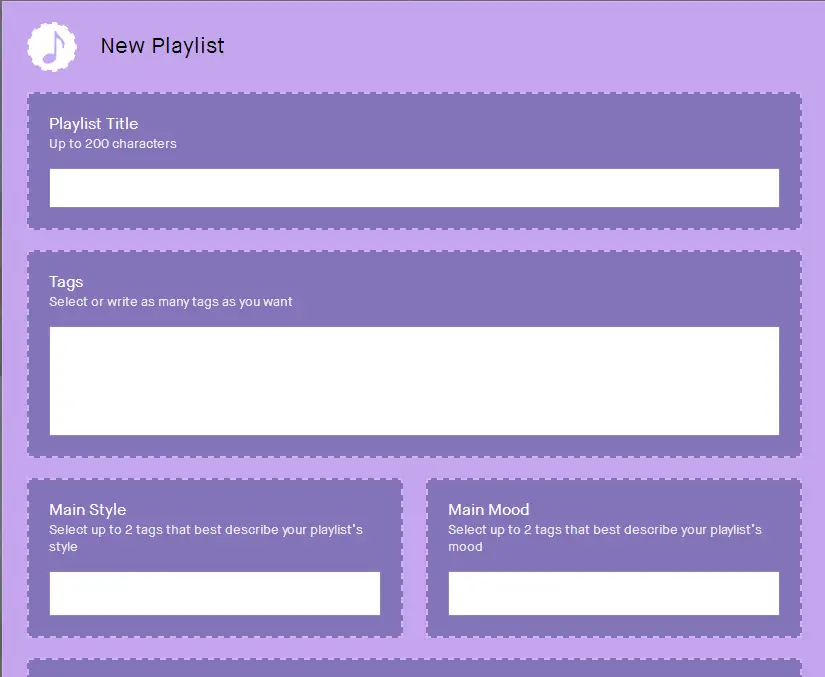 New Playlist
Playlist Title
Up to 200 characters
Tags
Select or write as many tags as you want
Main Style
Select up to 2 tags that best describe your playlist's
style
Main Mood
Select up to 2 tags that best describe your playlist's
mood